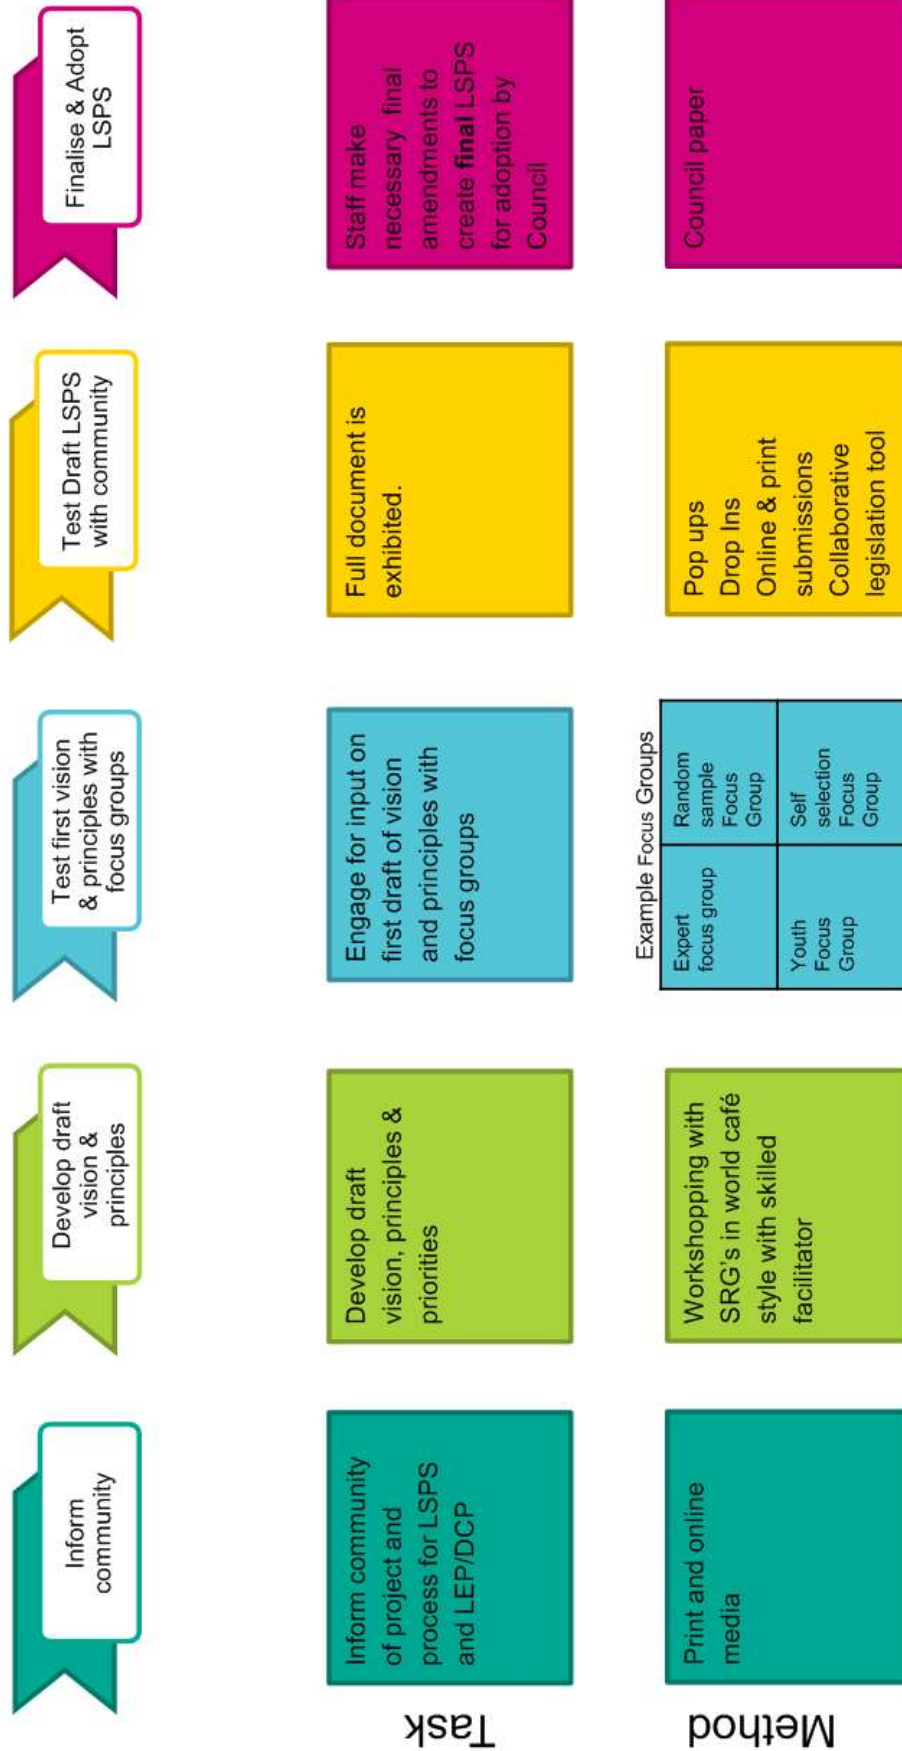 Inform
community
Develop draft
vision &
principles
Test first vision
& principles with
focus groups
Test Draft LSPS
with community
Finalise & Adopt
LSPS
Task
Inform community
of project and
process for LSPS
and LEP/DCP
Develop draft
vision, principles &
priorities
Engage for input on
first draft of vision
and principles with
focus groups
Full document is
exhibited.
Staff make
necessary final
amendments to
create final LSPS
for adoption by
Council
Method
Print and online
media
Workshopping with
SRG's in world café
style with skilled
facilitator
Example Focus Groups
Expert
focus group
Random
sample
Focus
Group
Youth
Focus
Group
Self
selection
Focus
Group
Pop ups
Drop Ins
Online & print
submissions
Collaborative
legislation tool
Council paper